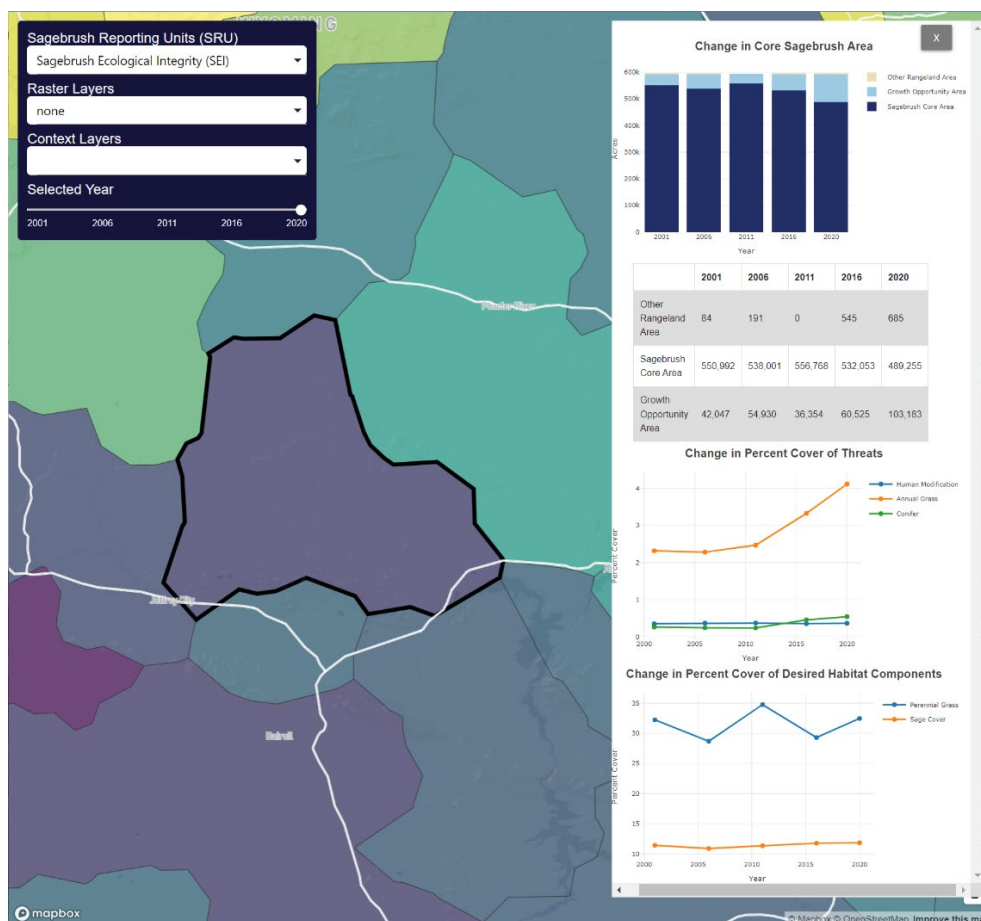 WYOMING
Sagebrush Reporting Units (SRU)
Sagebrush Ecological Integrity (SEI)
Raster Layers
none
Context Layers
Selected Year
2001 2006 2011 2016 2020
Powder River
Jeffrey City
Bairoil
mapbox
X
Change in Core Sagebrush Area
600k
500k
400k
300k
200k
100k
0
Acres
2001 2006 2011 2016 2020
Year
Other Rangeland Area
Growth Opportunity Area
Sagebrush Core Area
2001 2006 2011 2016 2020
Other
Rangeland 84 191 0 545 685
Area
Sagebrush
Core Area 550,992 538,001 556,768 532,053 489,255
Growth
Opportunity 42,047 54,930 36,354 60,525 103,183
Area
Change in Percent Cover of Threats
4
3
2
1
0
Percent Cover
2000 2005 2010 2015 2020
Year
Human Modification
Annual Grass
Conifer
Change in Percent Cover of Desired Habitat Components
35
30
25
20
15
10
Percent Cover
2000 2005 2010 2015 2020
Year
Perennial Grass
Sage Cover
© Mapbox © OpenStreetMap Improve this ma